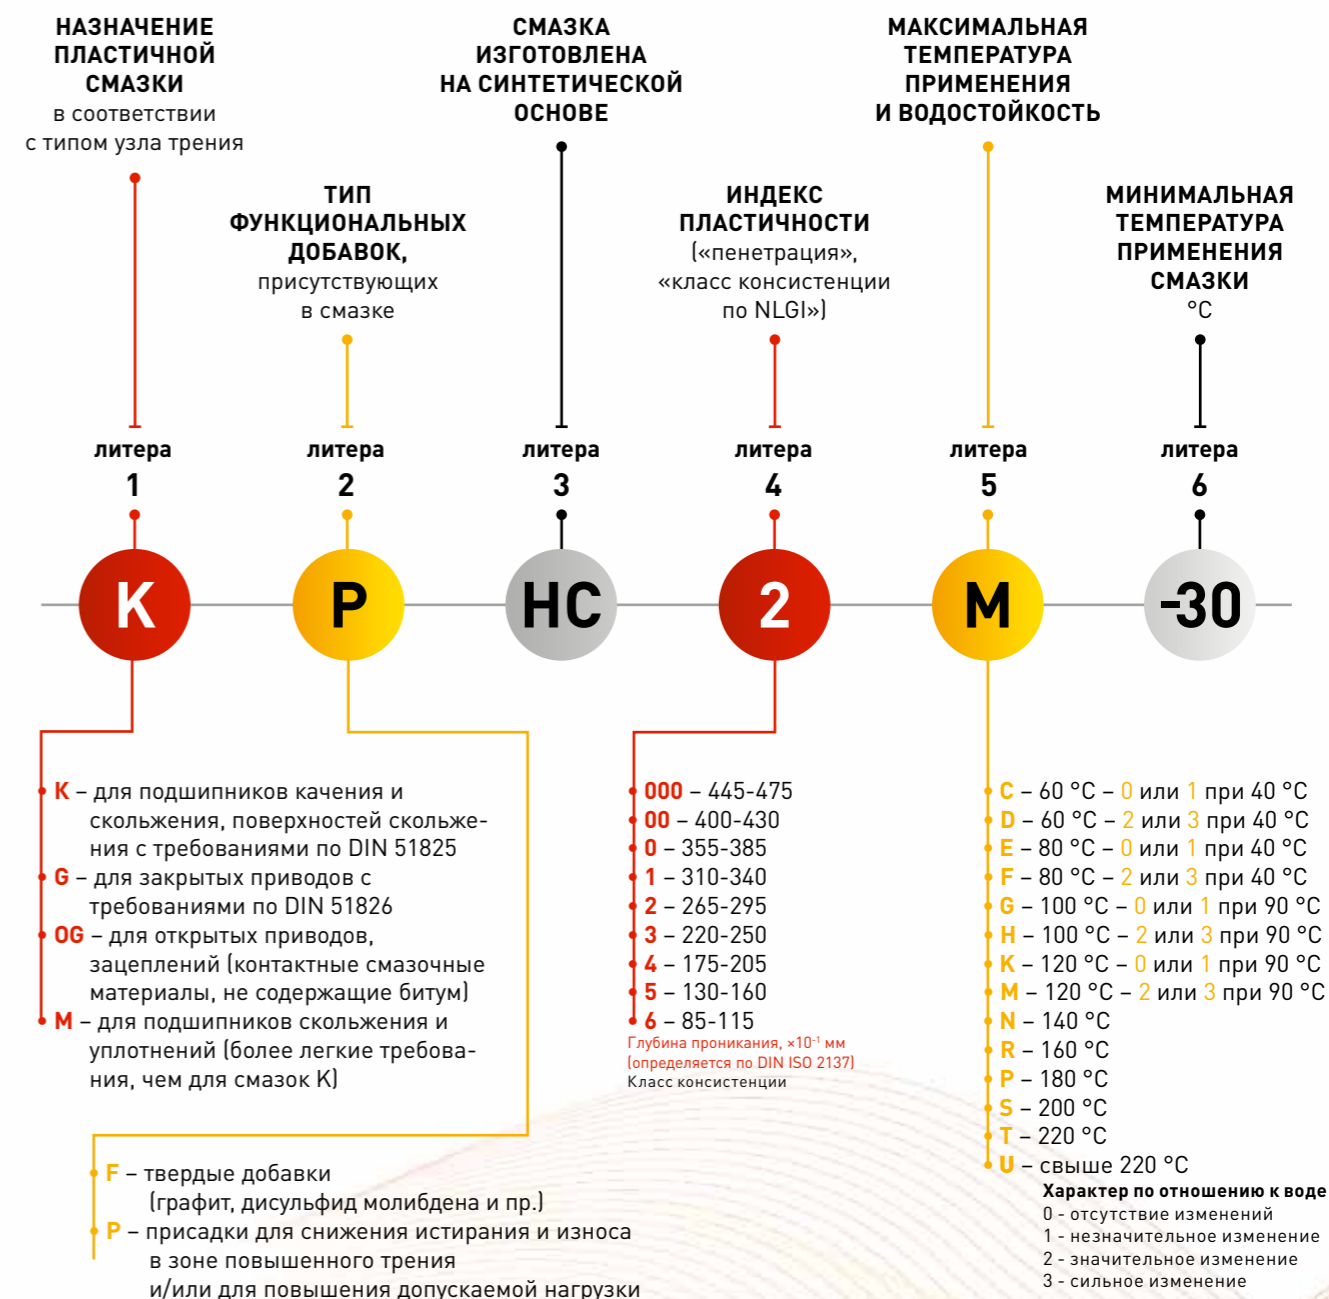 НАЗНАЧЕНИЕ
ПЛАСТИЧНОЙ
СМАЗКИ
в соответствии
с типом узла трения
ТИП
ФУНКЦИОНАЛЬНЫХ
ДОБАВОК,
присутствующих
в смазке
СМАЗКА
ИЗГОТОВЛЕНА
НА СИНТЕТИЧЕСКОЙ
ОСНОВЕ
ИНДЕКС
ПЛАСТИЧНОСТИ
(«пенетрация»,
«класс консистенции
по NLGI»)
МАКСИМАЛЬНАЯ
ТЕМПЕРАТУРА
ПРИМЕНЕНИЯ
И ВОДОСТОЙКОСТЬ
МИНИМАЛЬНАЯ
ТЕМПЕРАТУРА
ПРИМЕНЕНИЯ
СМАЗКИ
°C
литера
1
литера
2
литера
3
литера
4
литера
5
литера
6
K
P
HC
2
M
-30
K – для подшипников качения и
скольжения, поверхностей скольже-
ния с требованиями по DIN 51825
G – для закрытых приводов с
требованиями по DIN 51826
OG – для открытых приводов,
зацеплений (контактные смазочные
материалы, не содержащие битум)
M – для подшипников скольжения и
уплотнений (более легкие требова-
ния, чем для смазок K)
F – твердые добавки
(графит, дисульфид молибдена и пр.)
P – присадки для снижения истирания и износа
в зоне повышенного трения
и/или для повышения допускаемой нагрузки
000 – 445-475
00 – 400-430
0 – 355-385
1 – 310-340
2 – 265-295
3 – 220-250
4 – 175-205
5 – 130-160
6 – 85-115
Глубина проникания, ×10⁻¹ мм
(определяется по DIN ISO 2137)
Класс консистенции
C – 60 °C – 0 или 1 при 40 °C
D – 60 °C – 2 или 3 при 40 °C
E – 80 °C – 0 или 1 при 40 °C
F – 80 °C – 2 или 3 при 40 °C
G – 100 °C – 0 или 1 при 90 °C
H – 100 °C – 2 или 3 при 90 °C
K – 120 °C – 0 или 1 при 90 °C
M – 120 °C – 2 или 3 при 90 °C
N – 140 °C
R – 160 °C
P – 180 °C
S – 200 °C
T – 220 °C
U – свыше 220 °C
Характер по отношению к воде
0 - отсутствие изменений
1 - незначительное изменение
2 - значительное изменение
3 - сильное изменение